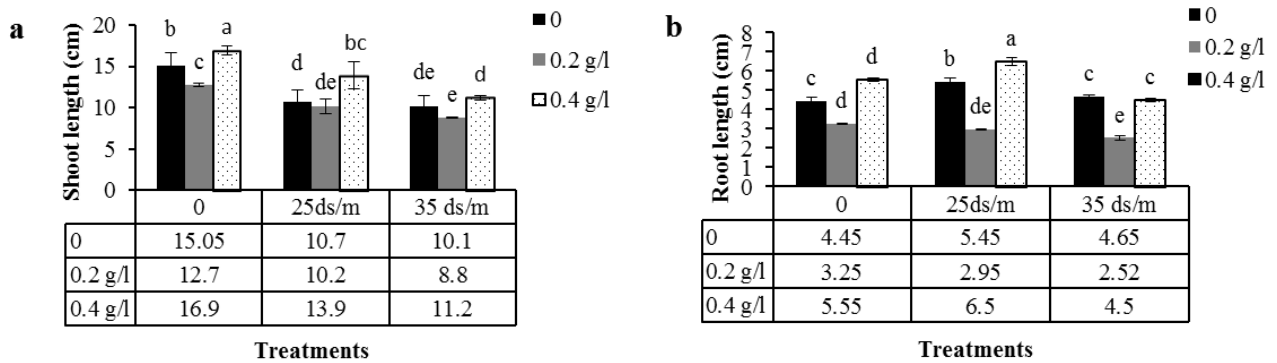 a
Shoot length (cm)
20
15
10
5
0
b c a
d de bc
de e d
0
0.2 g/l
0.4 g/l
0 25ds/m 35 ds/m
0 15.05 10.7 10.1
0.2 g/l 12.7 10.2 8.8
0.4 g/l 16.9 13.9 11.2
Treatments
b
Root length (cm)
8
7
6
5
4
3
2
1
0
c d d
b de a
c e c
0
0.2 g/l
0.4 g/l
0 25ds/m 35 ds/m
0 4.45 5.45 4.65
0.2 g/l 3.25 2.95 2.52
0.4 g/l 5.55 6.5 4.5
Treatments